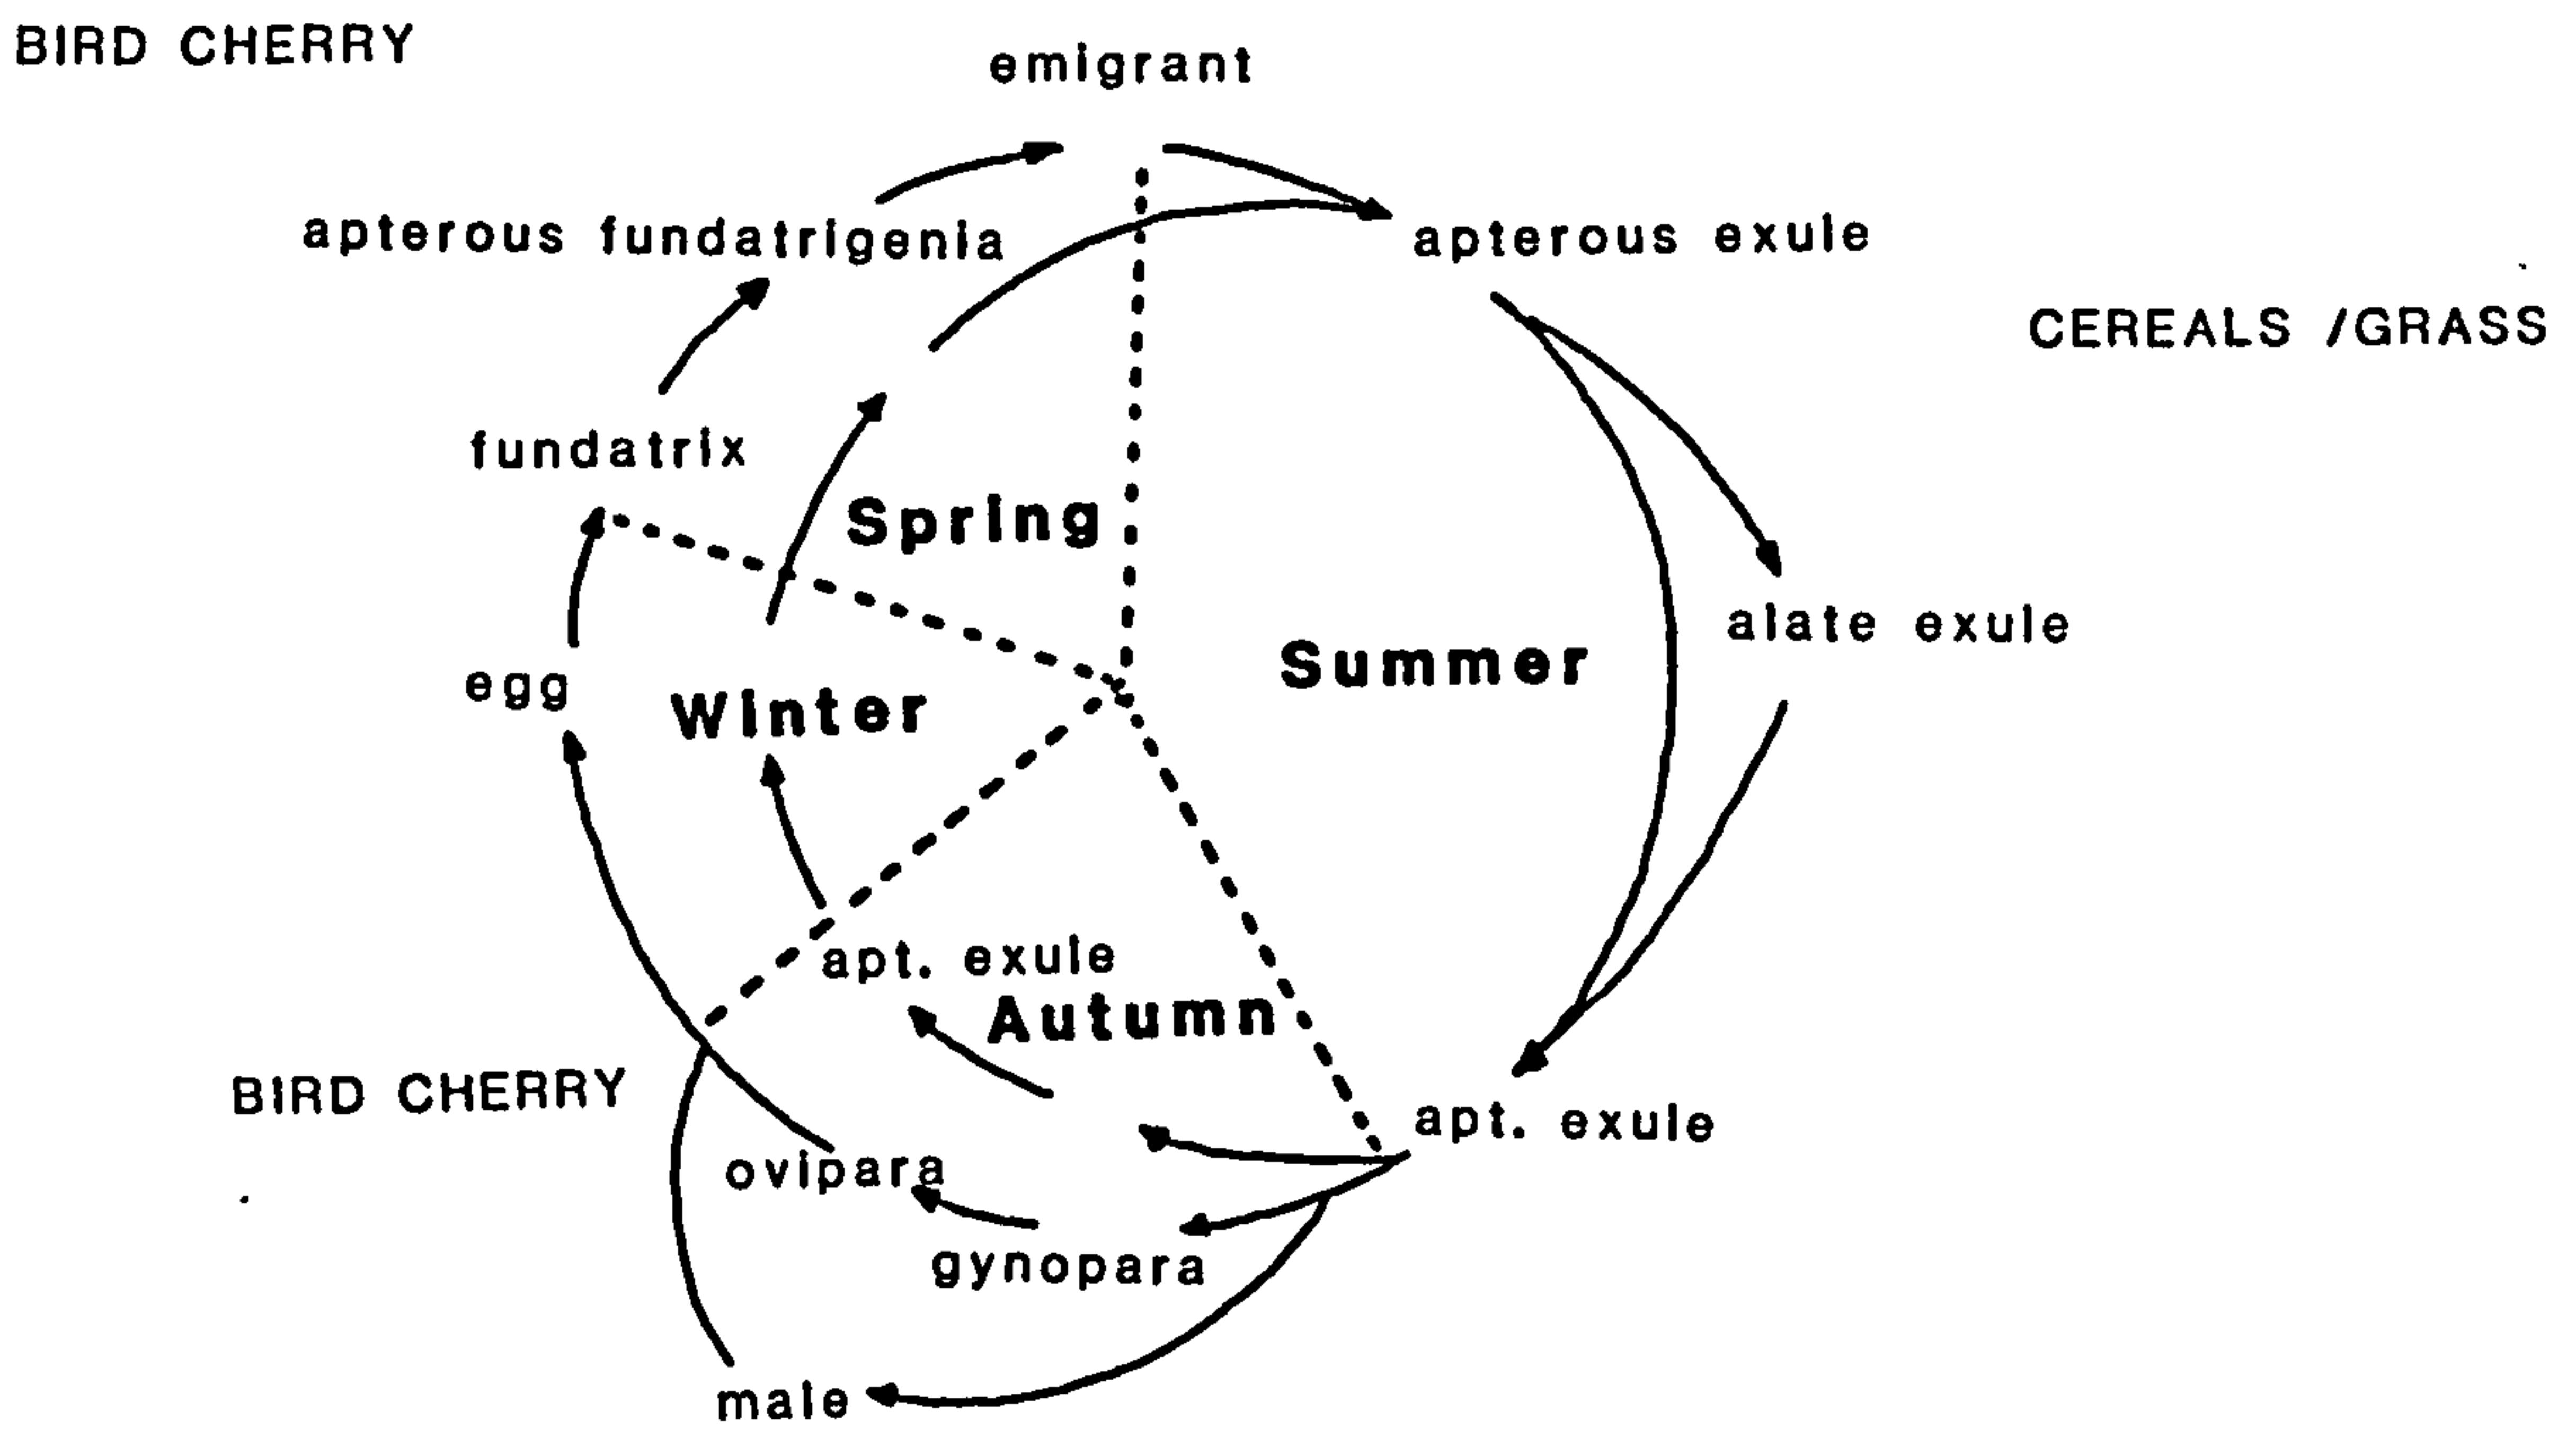 BIRD CHERRY
emigrant
apterous fundatrigenia
apterous exule
CEREALS /GRASS
fundatrix
Spring
alate exule
Summer
egg
Winter
apt. exule
Autumn
BIRD CHERRY
apt. exule
ovipara
gynopara
male